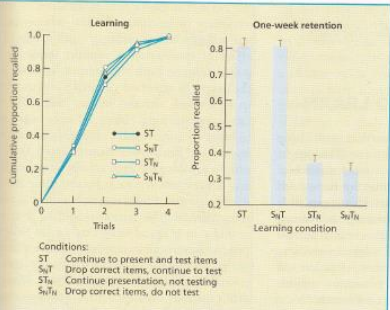 Learning
One-week retention
Cumulative proportion recalled
1.0
0.8
0.6
0.4
0.2
0
0
1
2
3
4
Trials
ST
SNT
STN
SNTN
Proportion recalled
0.8
0.7
0.6
0.5
0.4
0.3
0.2
ST
SNT
STN
SNTN
Learning condition
Conditions:
ST Continue to present and test items
SNT Drop correct items, continue to test
STN Continue presentation, not testing
SNTN Drop correct items, do not test